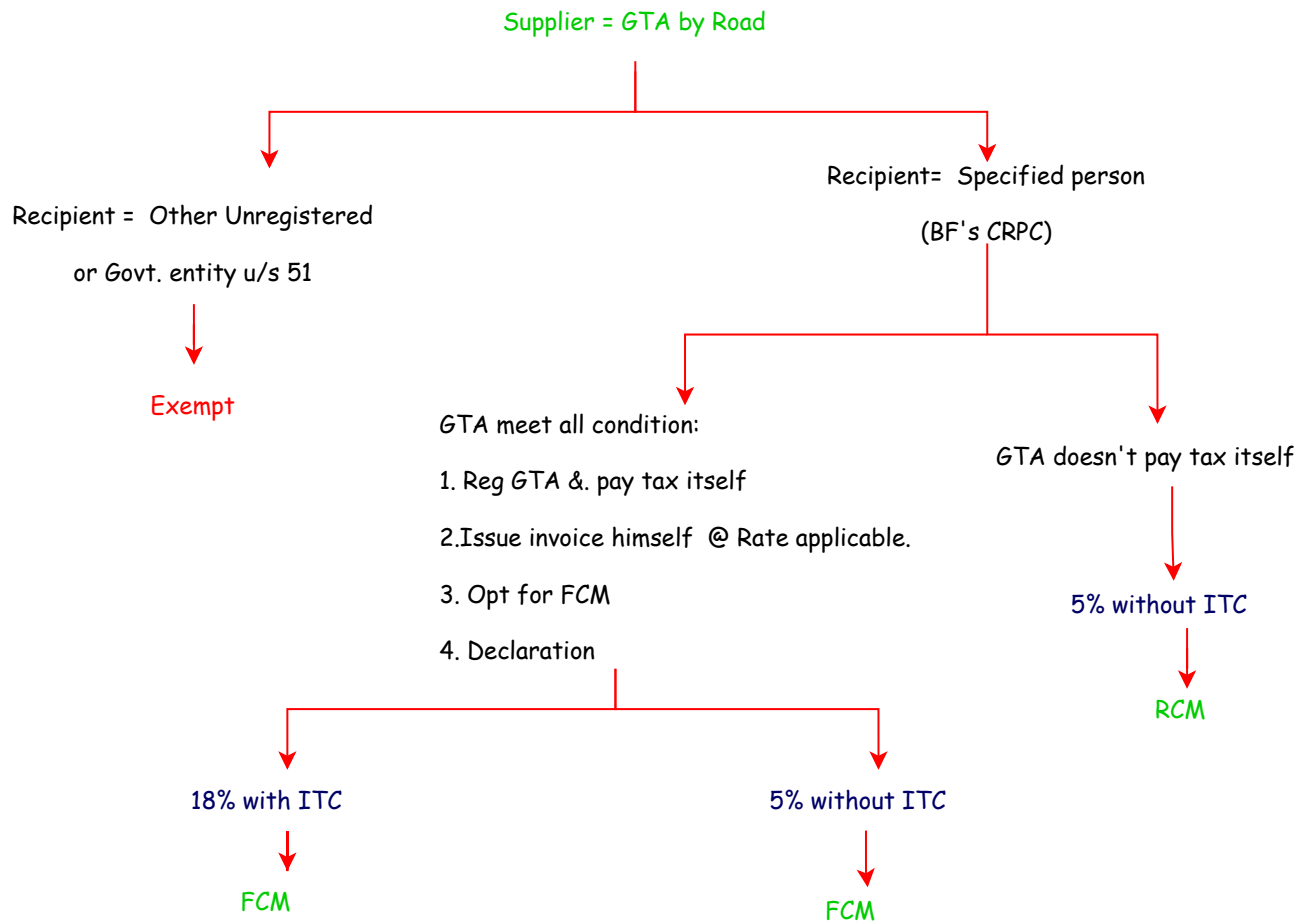 Supplier = GTA by Road
Recipient = Other Unregistered
or Govt. entity u/s 51
Exempt
Recipient= Specified person
(BF's CRPC)
GTA meet all condition:
1. Reg GTA &. pay tax itself
2.Issue invoice himself @ Rate applicable.
3. Opt for FCM
4. Declaration
GTA doesn't pay tax itself
5% without ITC
RCM
18% with ITC
FCM
5% without ITC
FCM